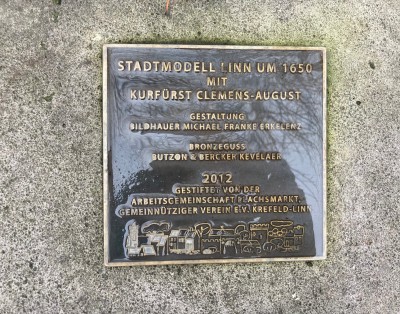 STADTMODELL LINN UM 1650
MIT
KURFÜRST CLEMENS-AUGUST
GESTALTUNG
BILDHAUER MICHAEL FRANKE ERKELENZ
BRONZEGUSS
BUTZON & BERCKER KEVELAER
2012
GESTIFTET VON DER
ARBEITSGEMEINSCHAFT FLACHSMARKT
GEMEINNÜTZIGER VEREIN E.V. KREFELD-LINN